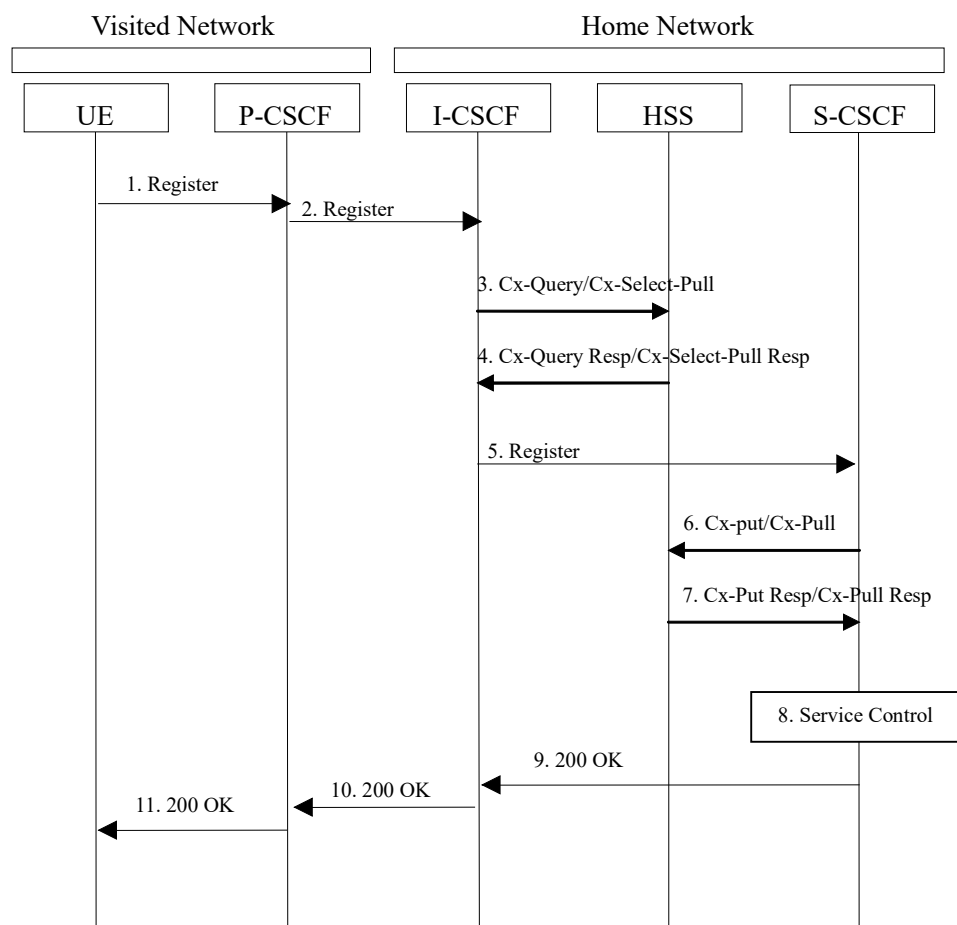 Visited Network
Home Network
UE
P-CSCF
I-CSCF
HSS
S-CSCF
1. Register
2. Register
3. Cx-Query/Cx-Select-Pull
4. Cx-Query Resp/Cx-Select-Pull Resp
5. Register
6. Cx-put/Cx-Pull
7. Cx-Put Resp/Cx-Pull Resp
8. Service Control
9. 200 OK
10. 200 OK
11. 200 OK